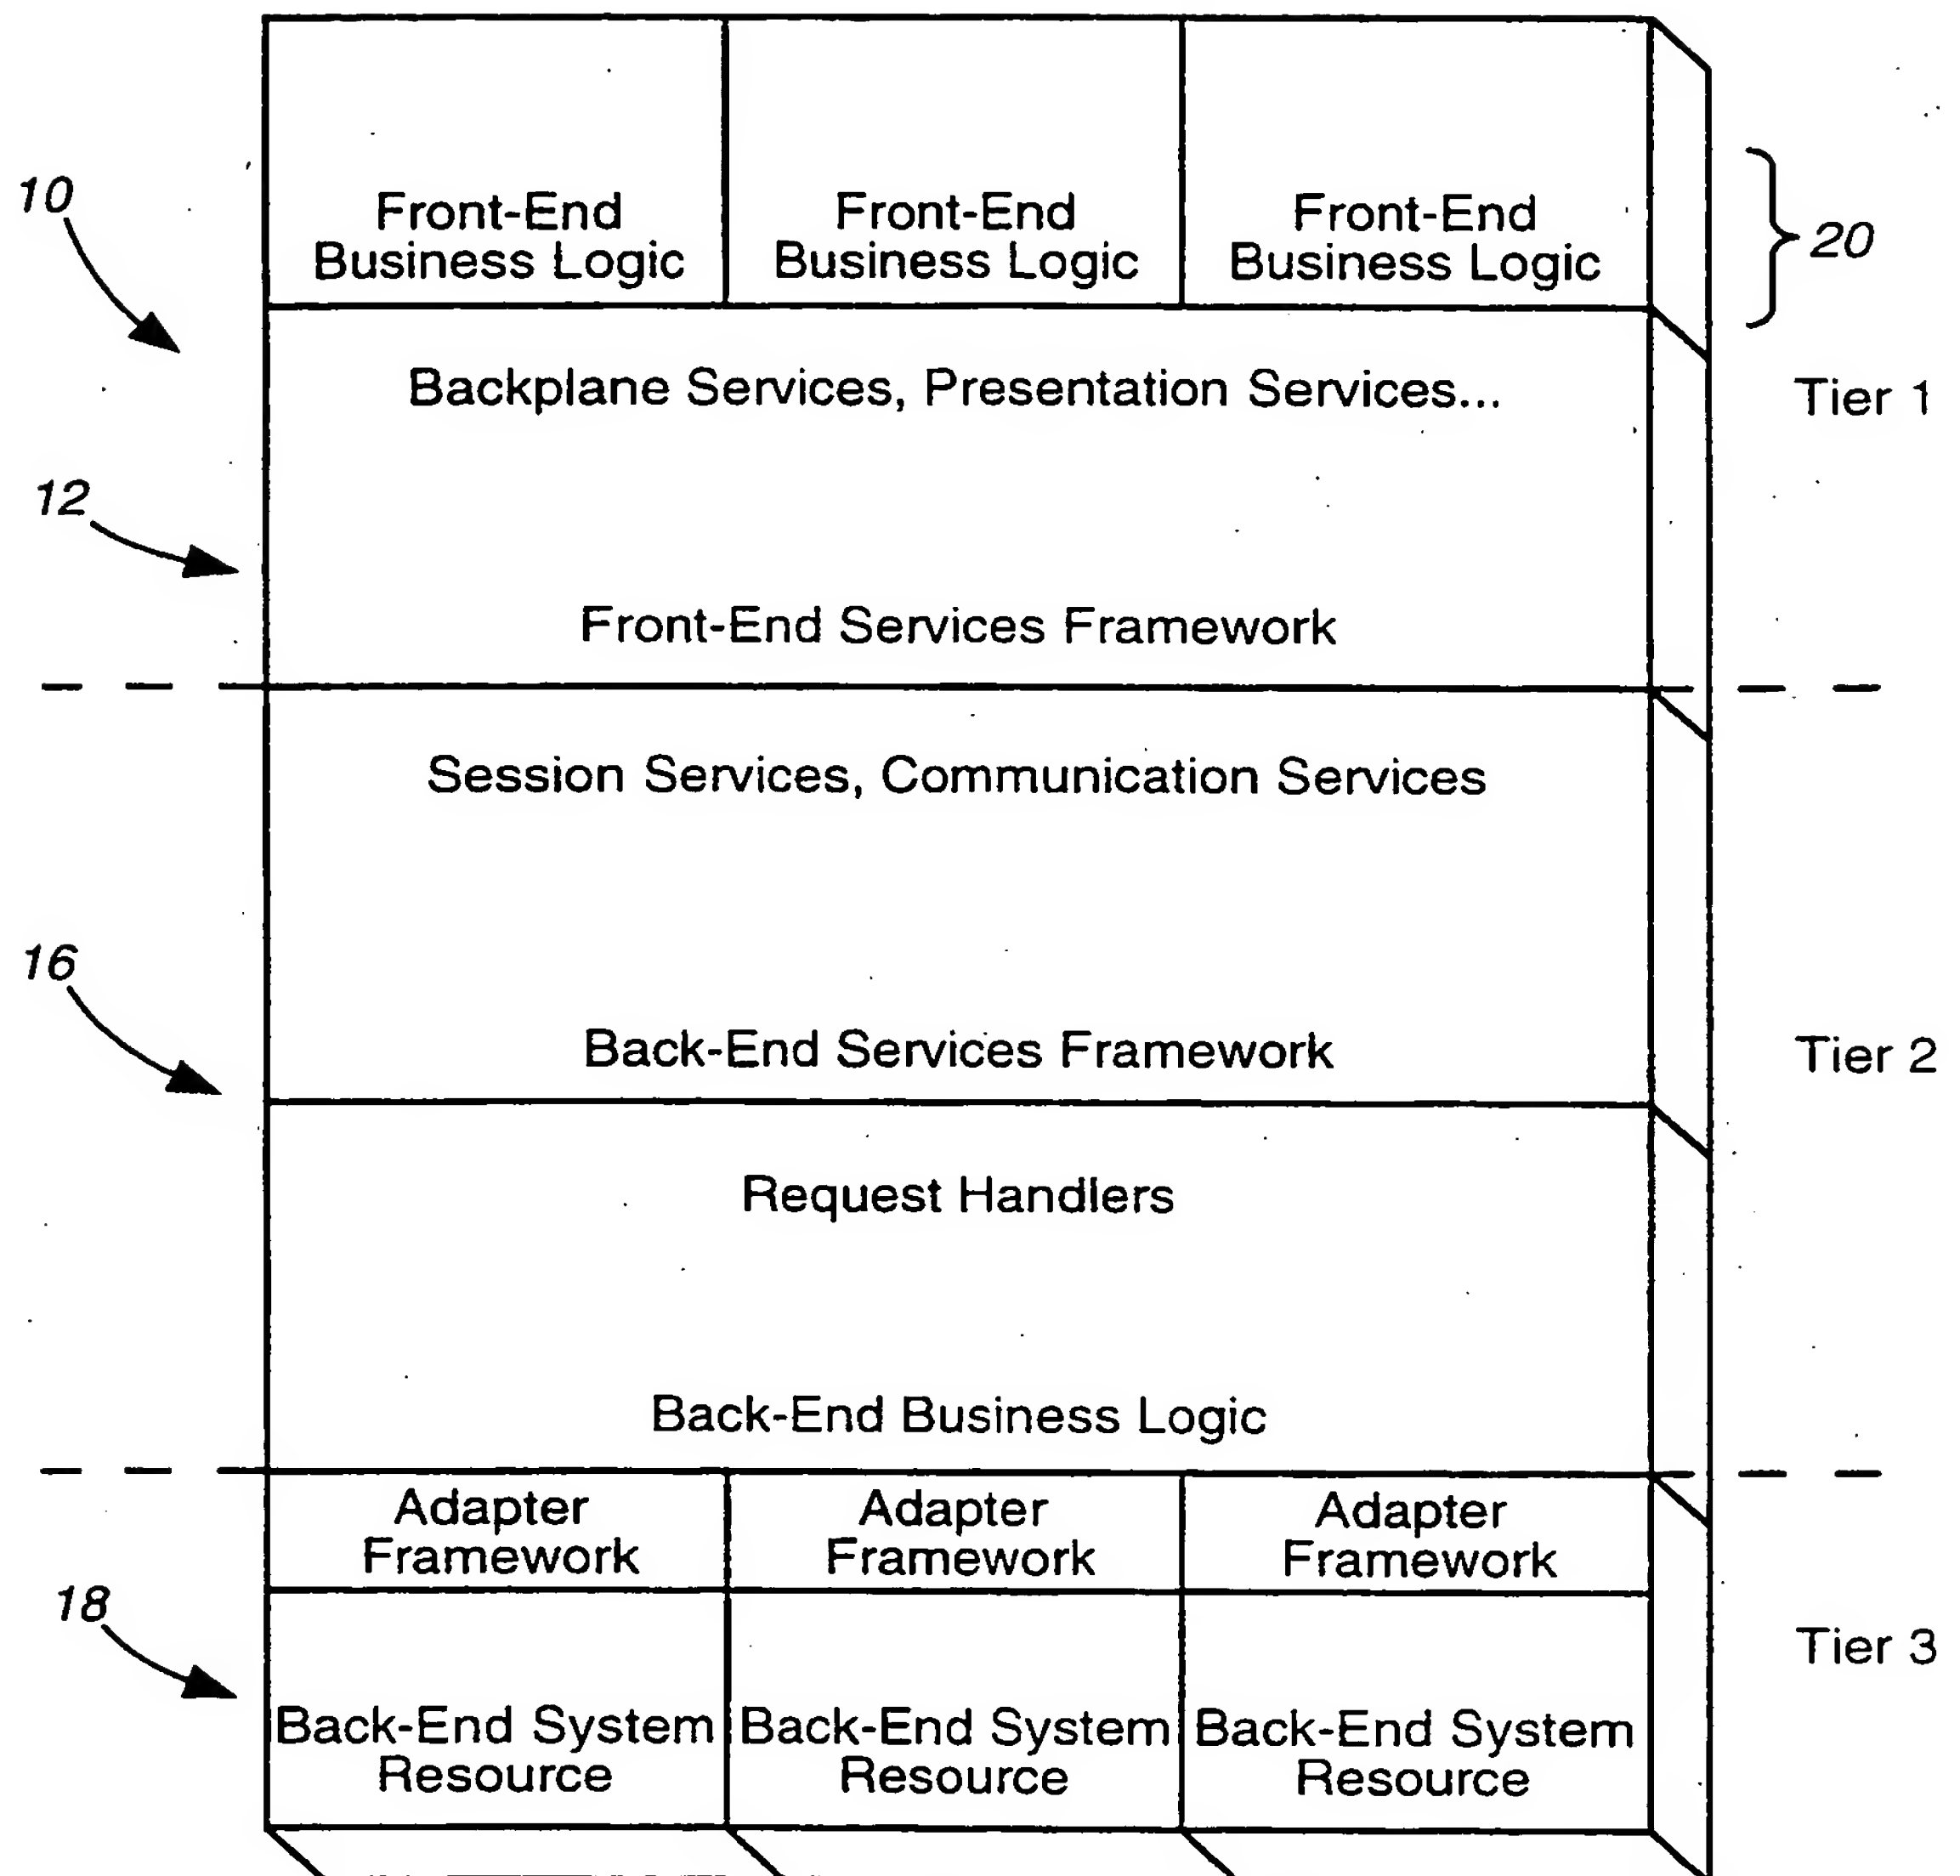 10
Front-End
Business Logic
Front-End
Business Logic
Front-End
Business Logic
20
Backplane Services, Presentation Services...
Tier 1
12
Front-End Services Framework
Session Services, Communication Services
16
Back-End Services Framework
Tier 2
Request Handlers
Back-End Business Logic
Adapter
Framework
Adapter
Framework
Adapter
Framework
18
Tier 3
Back-End System
Resource
Back-End System
Resource
Back-End System
Resource